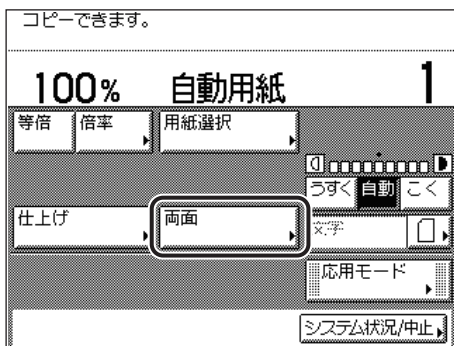 コピーできます。
100% 自動用紙 1
等倍 倍率 用紙選択
うすく 自動 こく
仕上げ 両面 文字
応用モード
システム状況/中止